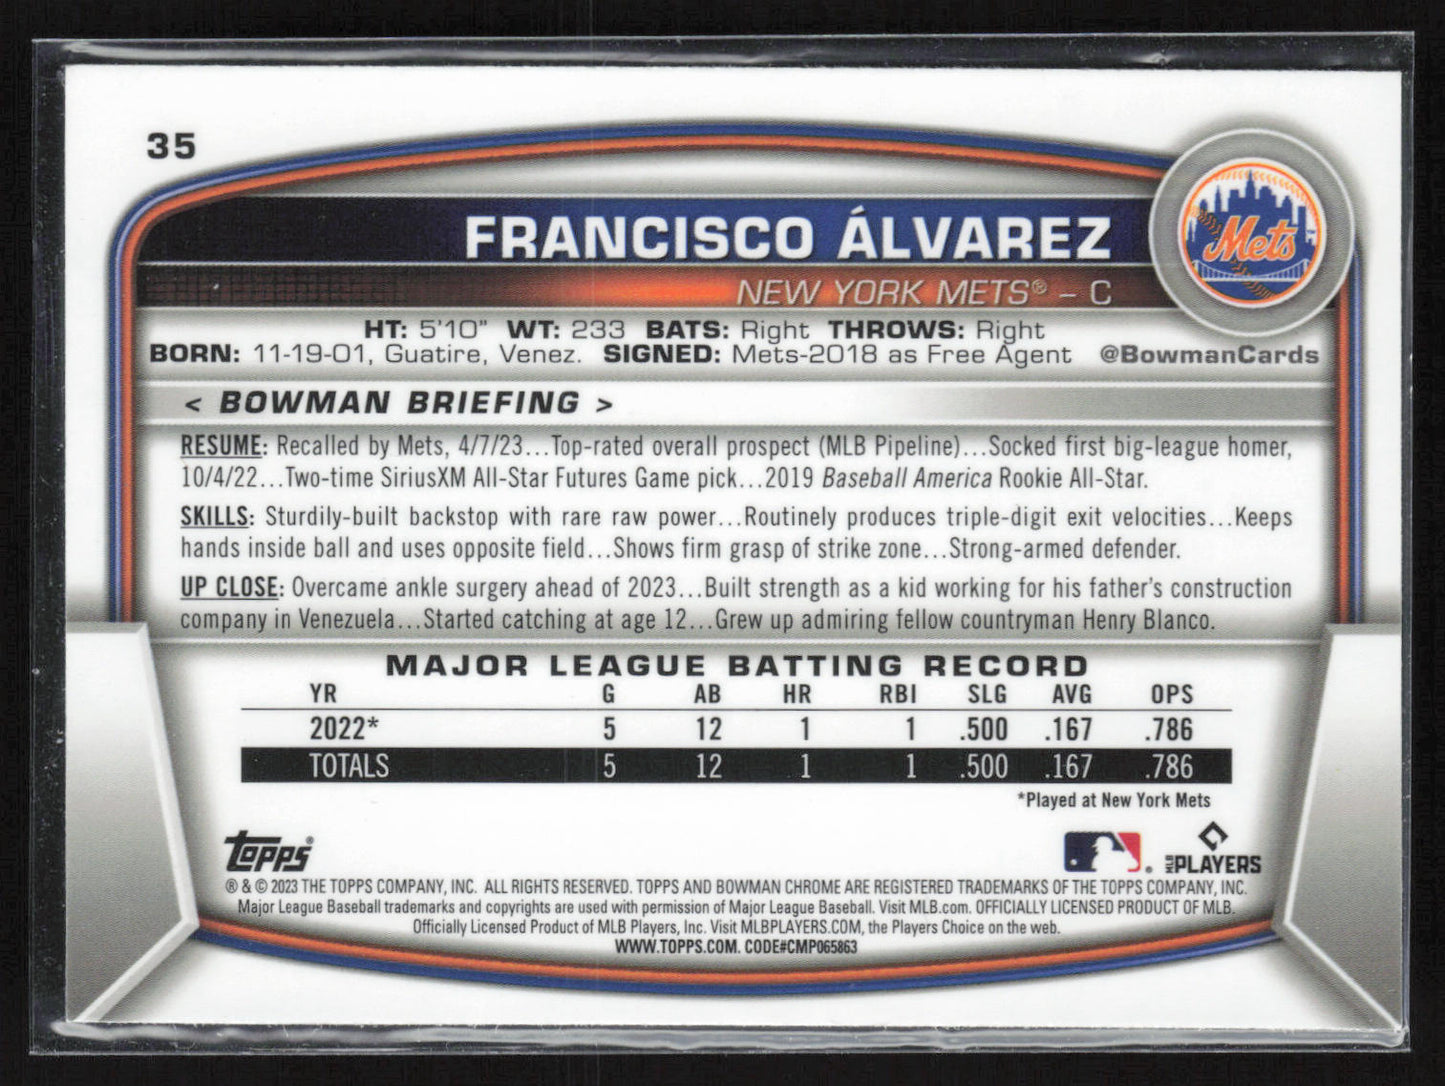 35
FRANCISCO ÁLVAREZ
Mets
NEW YORK METS® – C
HT: 5'10" WT: 233 BATS: Right THROWS: Right
BORN: 11-19-01, Guatire, Venez. SIGNED: Mets-2018 as Free Agent @BowmanCards
< BOWMAN BRIEFING >
RESUME: Recalled by Mets, 4/7/23...Top-rated overall prospect (MLB Pipeline)...Socked first big-league homer,
10/4/22...Two-time SiriusXM All-Star Futures Game pick...2019 Baseball America Rookie All-Star.
SKILLS: Sturdily-built backstop with rare raw power...Routinely produces triple-digit exit velocities...Keeps
hands inside ball and uses opposite field...Shows firm grasp of strike zone...Strong-armed defender.
UP CLOSE: Overcame ankle surgery ahead of 2023...Built strength as a kid working for his father's construction
company in Venezuela...Started catching at age 12...Grew up admiring fellow countryman Henry Blanco.
MAJOR LEAGUE BATTING RECORD
YR G AB HR RBI SLG AVG OPS
2022* 5 12 1 1 .500 .167 .786
TOTALS 5 12 1 1 .500 .167 .786
*Played at New York Mets
Topps® MLB PLAYERS
® & © 2023 THE TOPPS COMPANY, INC. ALL RIGHTS RESERVED. TOPPS AND BOWMAN CHROME ARE REGISTERED TRADEMARKS OF THE TOPPS COMPANY, INC.
Major League Baseball trademarks and copyrights are used with permission of Major League Baseball. Visit MLB.com. OFFICIALLY LICENSED PRODUCT OF MLB.
Officially Licensed Product of MLB Players, Inc. Visit MLBPLAYERS.COM, the Players Choice on the web.
WWW.TOPPS.COM. CODE#CMP065863